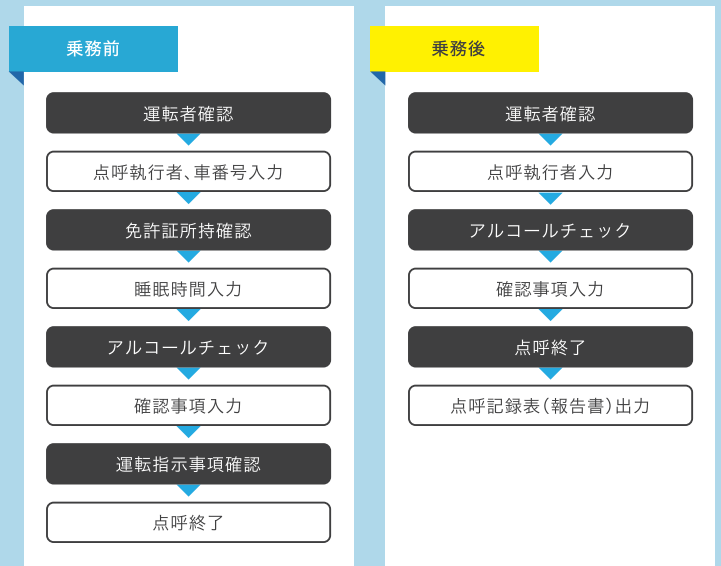 乗務前
運転者確認
点呼執行者、車番号入力
免許証所持確認
睡眠時間入力
アルコールチェック
確認事項入力
運転指示事項確認
点呼終了
乗務後
運転者確認
点呼執行者入力
アルコールチェック
確認事項入力
点呼終了
点呼記録表(報告書)出力